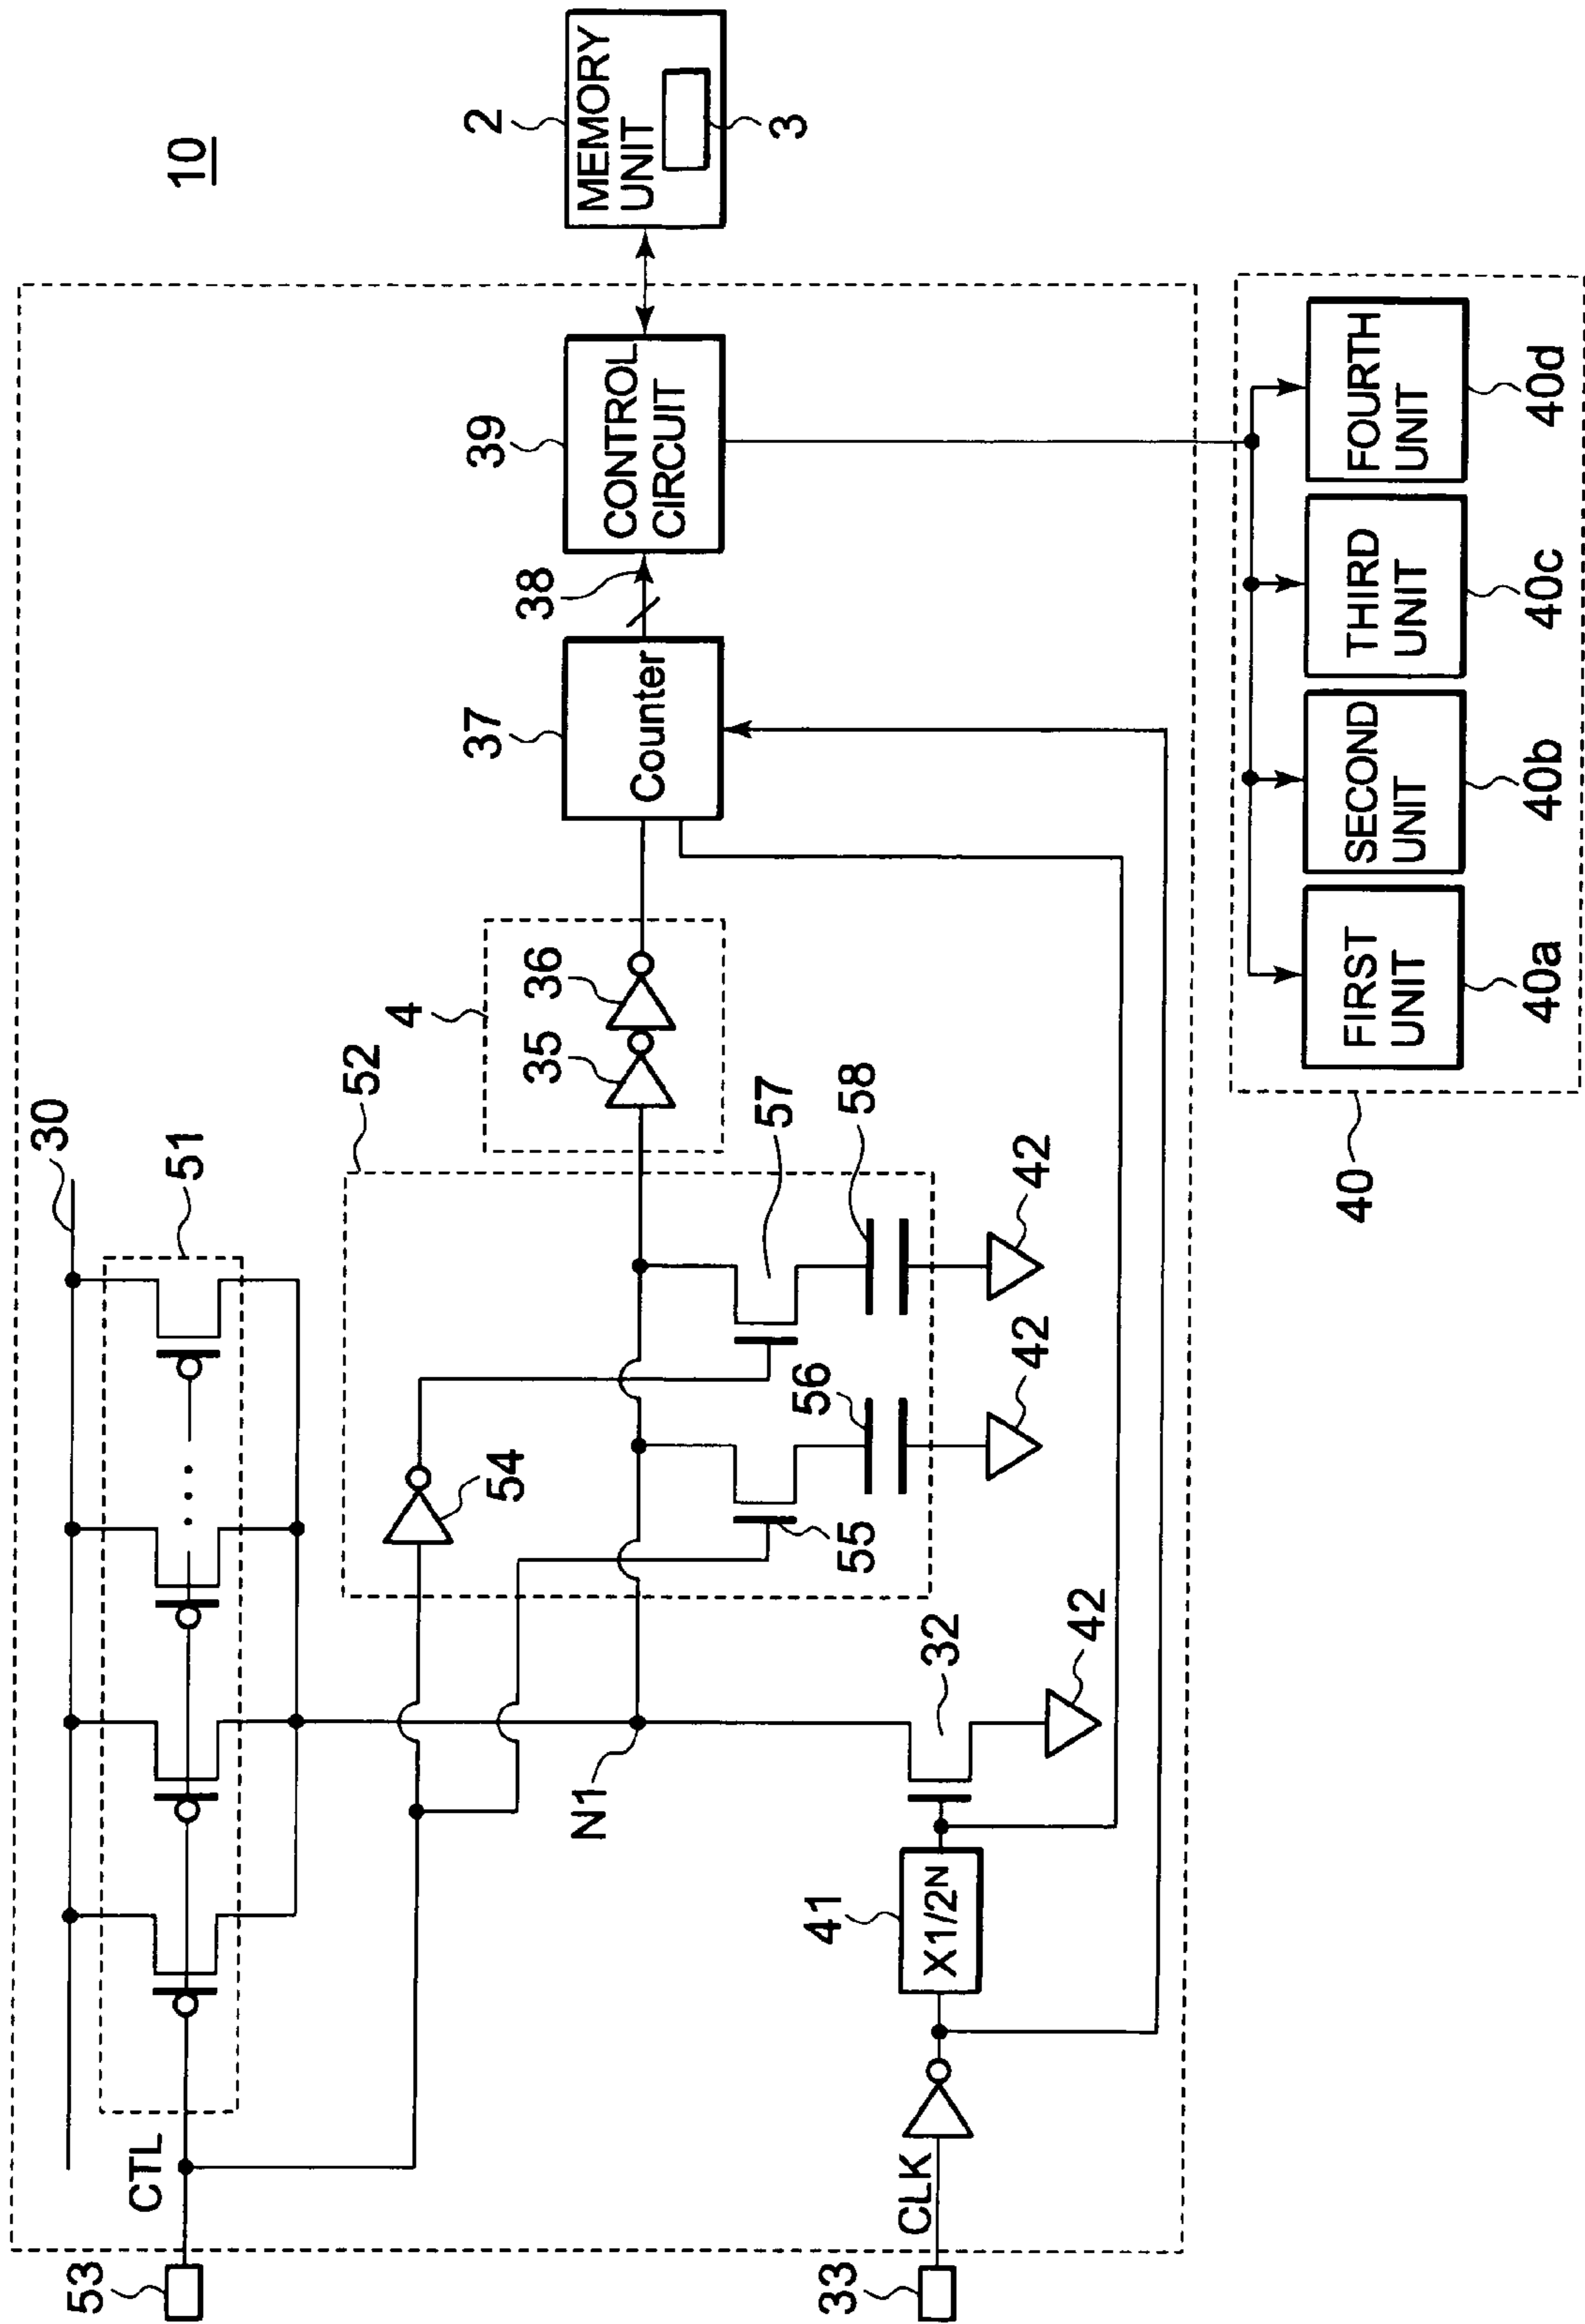 10
30
51
CTL
53
52
54
55
56
57
58
42
42
N1
32
42
4
35
36
37
Counter
38
39
CONTROL
CIRCUIT
2
MEMORY
UNIT
3
33
CLK
41
X1/2ᴺ
40
FIRST
UNIT
40a
SECOND
UNIT
40b
THIRD
UNIT
40c
FOURTH
UNIT
40d